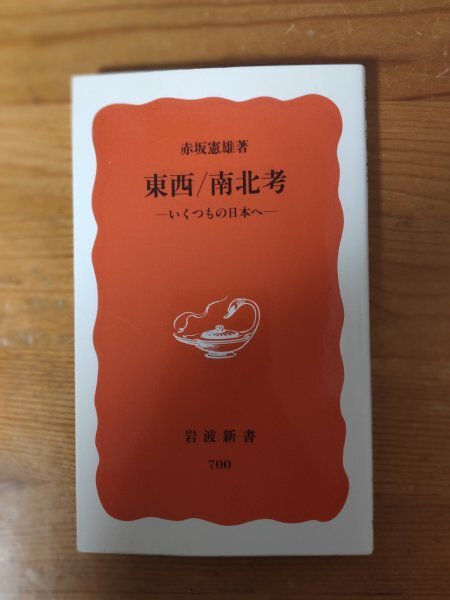 赤坂憲雄著
東西/南北考
—いくつもの日本へ—
岩波新書
700